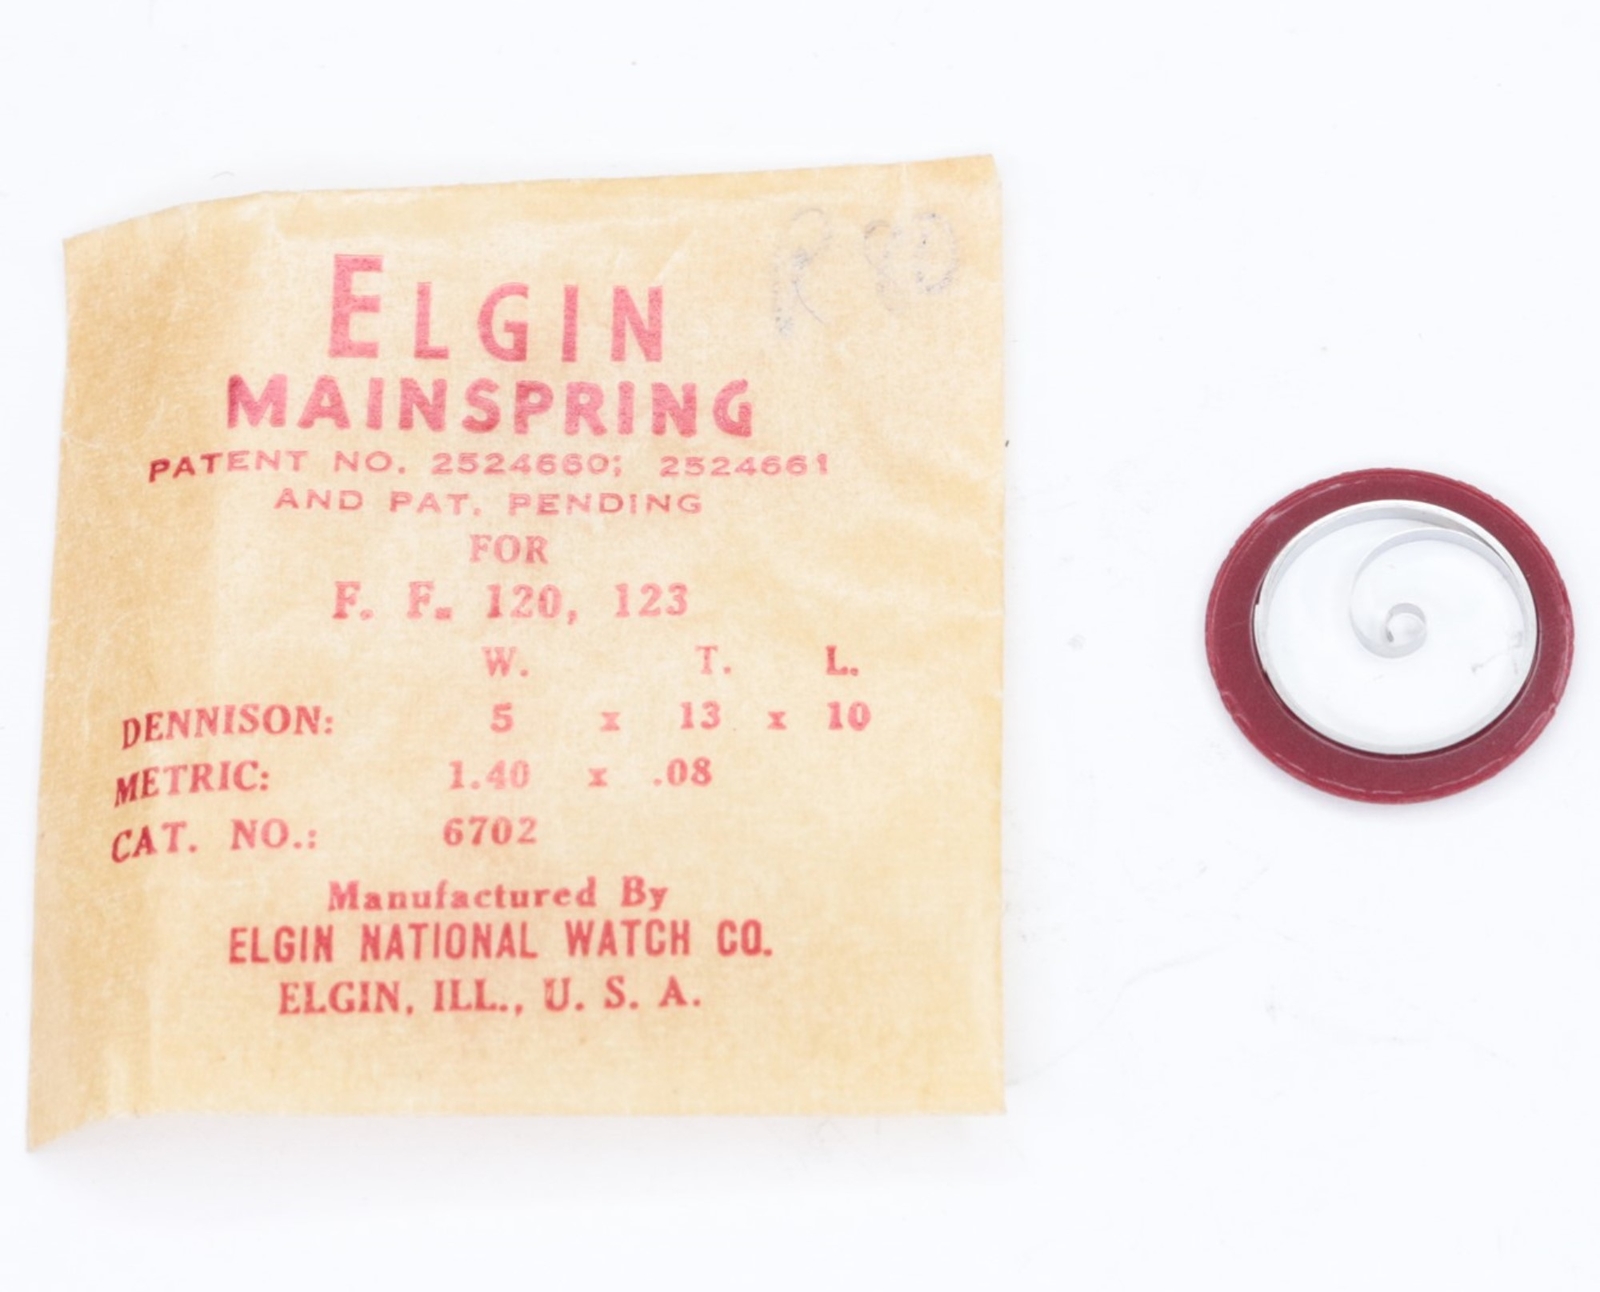 ELGIN
MAINSPRING
PATENT NO. 2524660; 2524661
AND PAT. PENDING
FOR
F. F. 120, 123
W. T. L.
DENNISON: 5 x 13 x 10
METRIC: 1.40 x .08
CAT. NO.: 6702
Manufactured By
ELGIN NATIONAL WATCH CO.
ELGIN, ILL., U. S. A.